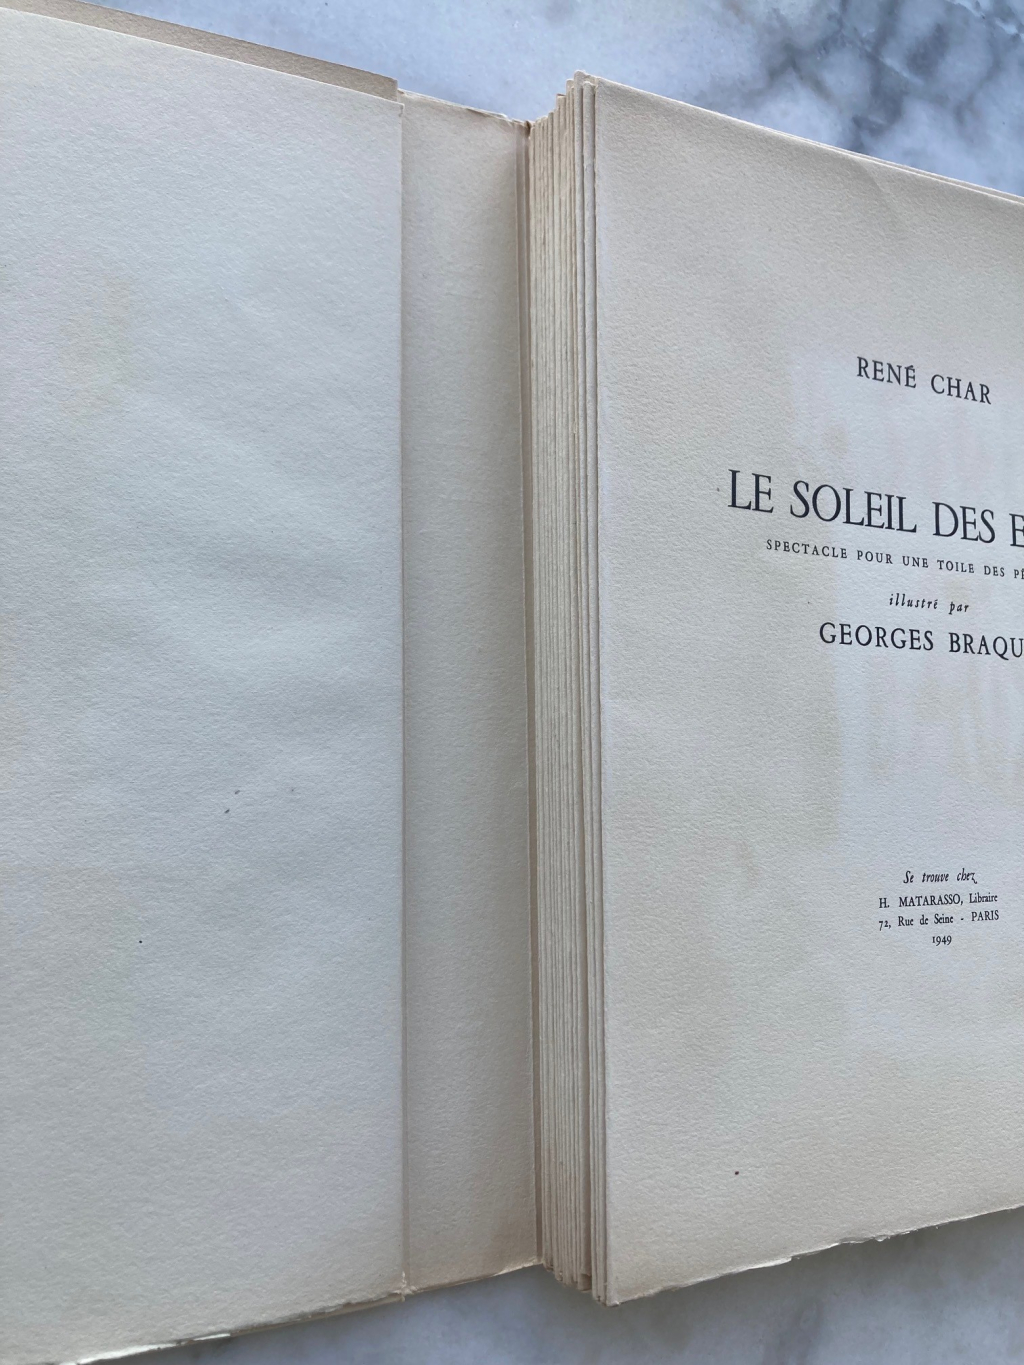 RENÉ CHAR
LE SOLEIL DES
SPECTACLE POUR UNE TOILE DES
illustré par
GEORGES BRAQU
Se trouve chez
H. MATARASSO, Libraire
72, Rue de Seine - PARIS
1949